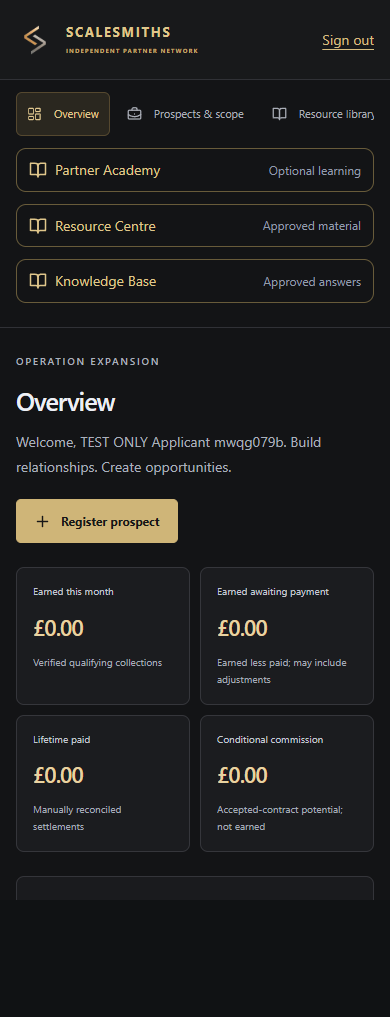 SCALESMITHS
INDEPENDENT PARTNER NETWORK
Sign out
Overview
Prospects & scope
Resource library
Partner Academy
Optional learning
Resource Centre
Approved material
Knowledge Base
Approved answers
OPERATION EXPANSION
Overview
Welcome, TEST ONLY Applicant mwqg079b. Build
relationships. Create opportunities.
Register prospect
Earned this month
£0.00
Verified qualifying collections
Earned awaiting payment
£0.00
Earned less paid; may include
adjustments
Lifetime paid
£0.00
Manually reconciled
settlements
Conditional commission
£0.00
Accepted-contract potential;
not earned